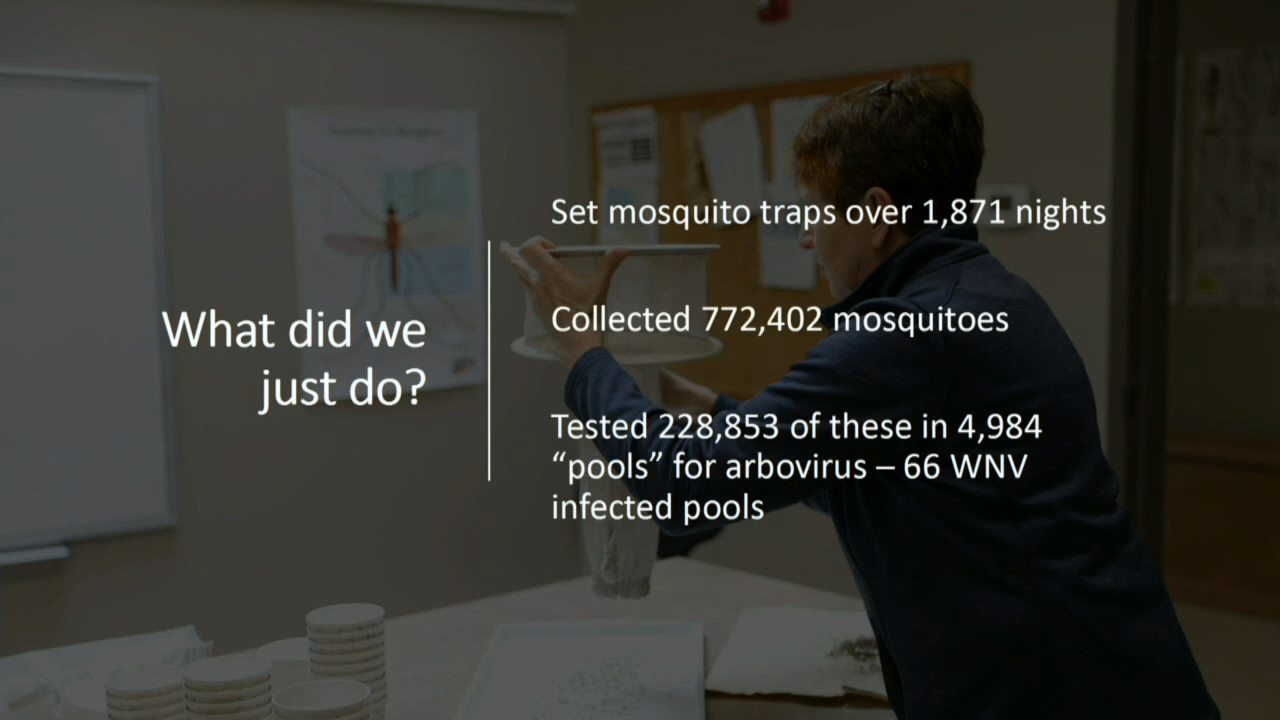 What did we
just do?
Set mosquito traps over 1,871 nights
Collected 772,402 mosquitoes
Tested 228,853 of these in 4,984
“pools” for arbovirus – 66 WNV
infected pools